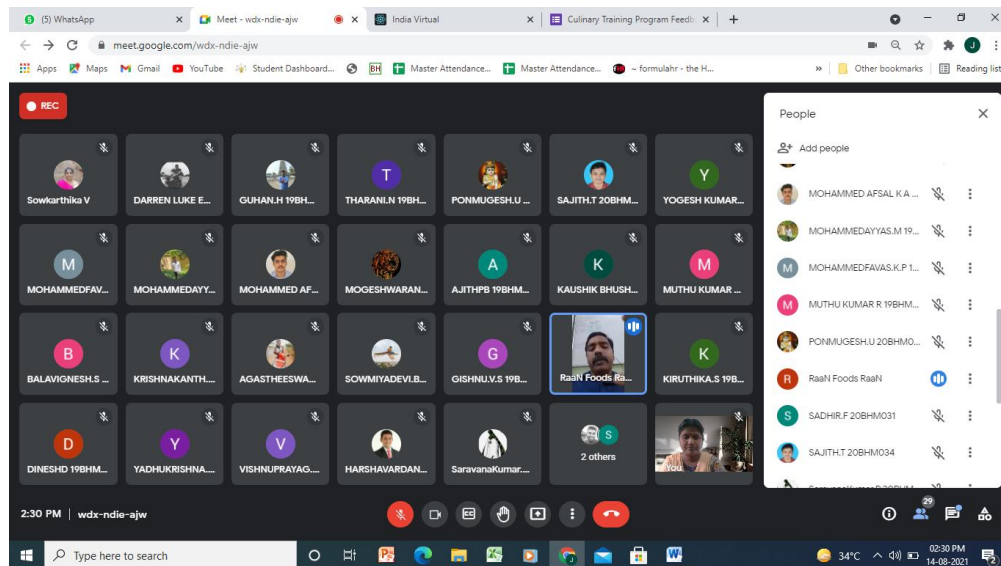 (5) WhatsApp
Meet - wdx-ndie-ajw
India Virtual
Culinary Training Program Feedb
meet.google.com/wdx-ndie-ajw
J
Apps Maps Gmail YouTube Student Dashboard... BH Master Attendance... Master Attendance... ~ formulahr - the H... » Other bookmarks Reading list
REC
Sowkarthika V
DARREN LUKE E...
GUHAN.H 19BH...
T
THARANI.N 19BH...
PONMUGESH.U ...
SAJITH.T 20BHM...
Y
YOGESH KUMAR...
M
MOHAMMEDFAV...
MOHAMMEDAYY...
MOHAMMED AF...
MOGESHWARAN...
A
AJITHPB 19BHM...
K
KAUSHIK BHUSH...
M
MUTHU KUMAR ...
B
BALAVIGNESH.S ...
K
KRISHNAKANTH....
AGASTHEESWA...
SOWMIYADEVI.B...
G
GISHNU.V.S 19B...
RaaN Foods Ra...
K
KIRUTHIKA.S 19B...
D
DINESHD 19BHM...
Y
YADHUKRISHNA....
V
VISHNUPRAYAG....
HARSHAVARDAN...
SaravanaKumar....
S
2 others
You
People
Add people
MOHAMMED AFSAL K A ...
MOHAMMEDAYYAS.M 19...
M
MOHAMMEDFAVAS.K.P 1...
M
MUTHU KUMAR R 19BHM...
PONMUGESH.U 20BHM0...
R
RaaN Foods RaaN
S
SADHIR.F 20BHM031
SAJITH.T 20BHM034
2:30 PM | wdx-ndie-ajw
CC
29
Type here to search
34°C
02:30 PM
14-08-2021
2